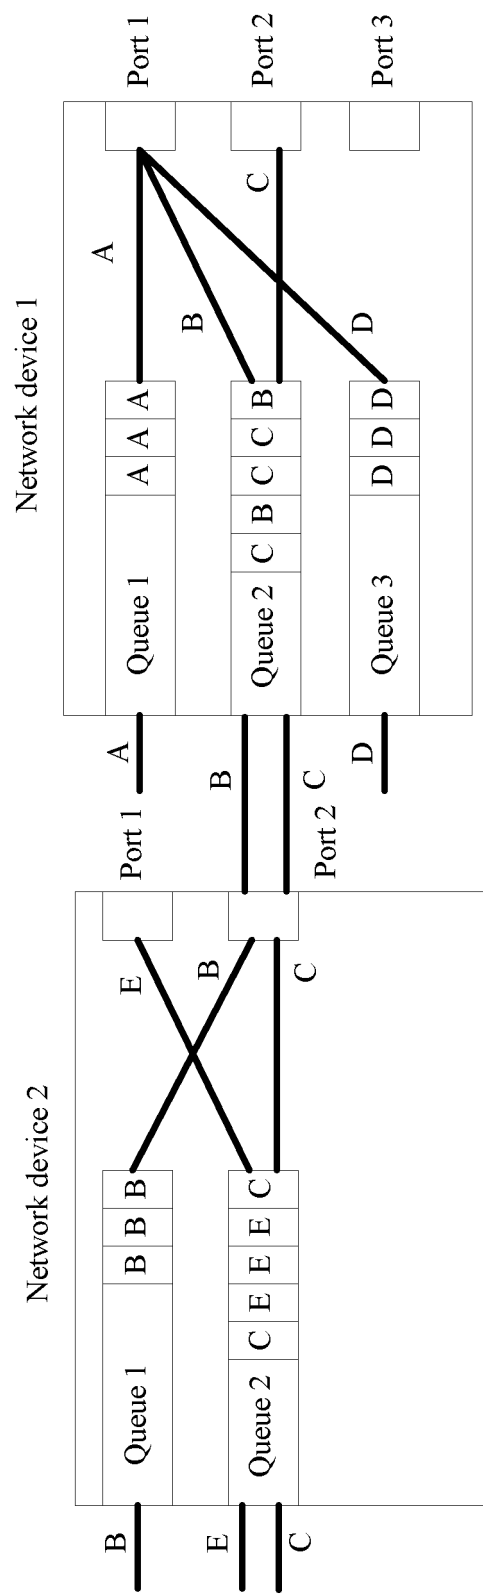 Network device 2
Network device 1
B
Queue 1
B
B
B
E
B
Port 1
A
Queue 1
A
A
A
A
Port 1
E
C
Queue 2
C
E
E
E
C
C
Port 2
B
C
Queue 2
C
B
C
C
B
B
C
Port 2
D
Queue 3
D
D
D
D
Port 3